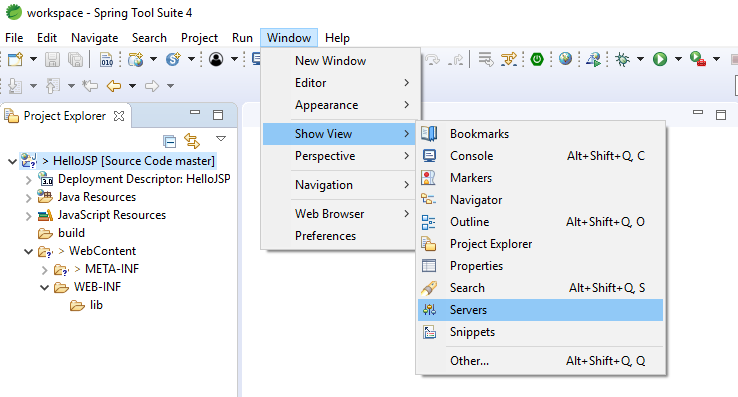 workspace - Spring Tool Suite 4
File Edit Navigate Search Project Run Window Help
010
Project Explorer
> HelloJSP [Source Code master]
3.0 Deployment Descriptor: HelloJSP
Java Resources
JavaScript Resources
build
> WebContent
> META-INF
WEB-INF
lib
New Window
Editor
Appearance
Show View
Perspective
Navigation
Web Browser
Preferences
Bookmarks
Console Alt+Shift+Q, C
Markers
Navigator
Outline Alt+Shift+Q, O
Project Explorer
Properties
Search Alt+Shift+Q, S
Servers
Snippets
Other... Alt+Shift+Q, Q